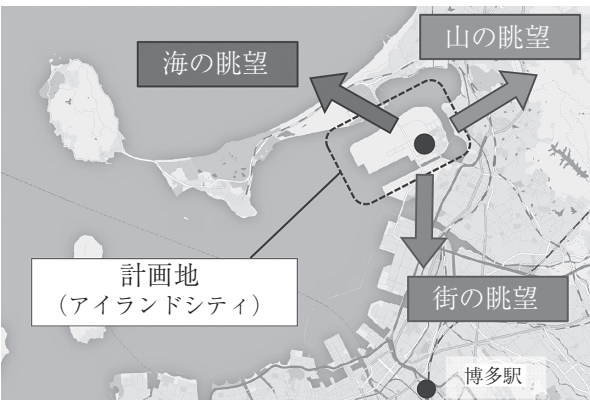 山の眺望
海の眺望
計画地
(アイランドシティ)
街の眺望
博多駅